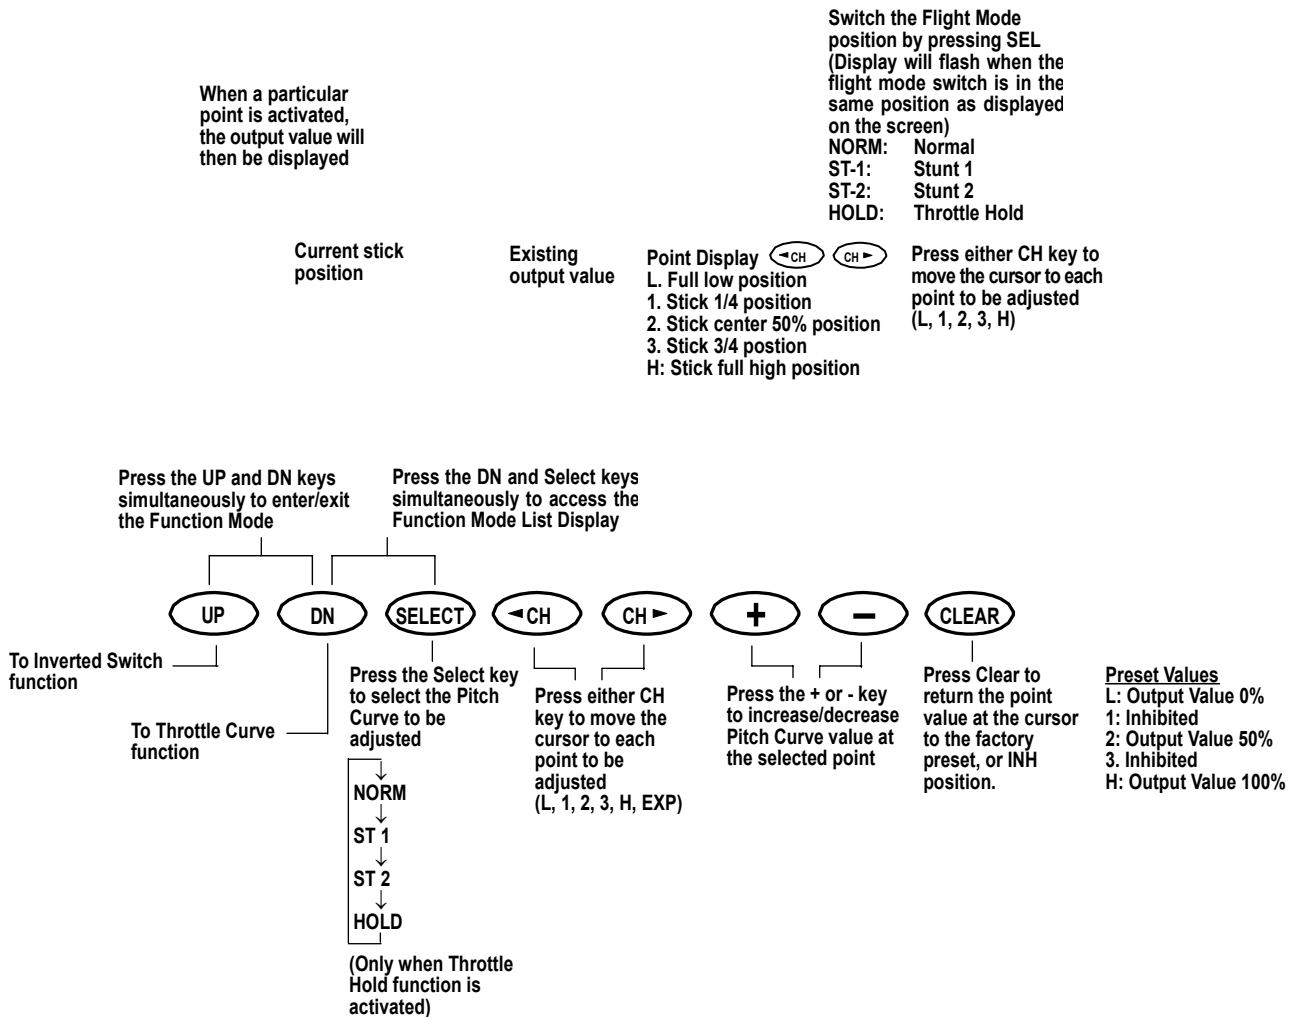 Switch the Flight Mode
position by pressing SEL
(Display will flash when the
flight mode switch is in the
same position as displayed
on the screen)
NORM: Normal
ST-1: Stunt 1
ST-2: Stunt 2
HOLD: Throttle Hold
When a particular
point is activated,
the output value will
then be displayed
Current stick
position
Existing
output value
Point Display ◄CH CH►
L. Full low position
1. Stick 1/4 position
2. Stick center 50% position
3. Stick 3/4 postion
H: Stick full high position
Press either CH key to
move the cursor to each
point to be adjusted
(L, 1, 2, 3, H)
Press the UP and DN keys
simultaneously to enter/exit
the Function Mode
Press the DN and Select keys
simultaneously to access the
Function Mode List Display
UP DN SELECT ◄CH CH► + − CLEAR
To Inverted Switch
function
To Throttle Curve
function
Press the Select key
to select the Pitch
Curve to be
adjusted
↓
NORM
↓
ST 1
↓
ST 2
↓
HOLD
(Only when Throttle
Hold function is
activated)
Press either CH
key to move the
cursor to each
point to be
adjusted
(L, 1, 2, 3, H, EXP)
Press the + or - key
to increase/decrease
Pitch Curve value at
the selected point
Press Clear to
return the point
value at the cursor
to the factory
preset, or INH
position.
Preset Values
L: Output Value 0%
1: Inhibited
2: Output Value 50%
3. Inhibited
H: Output Value 100%